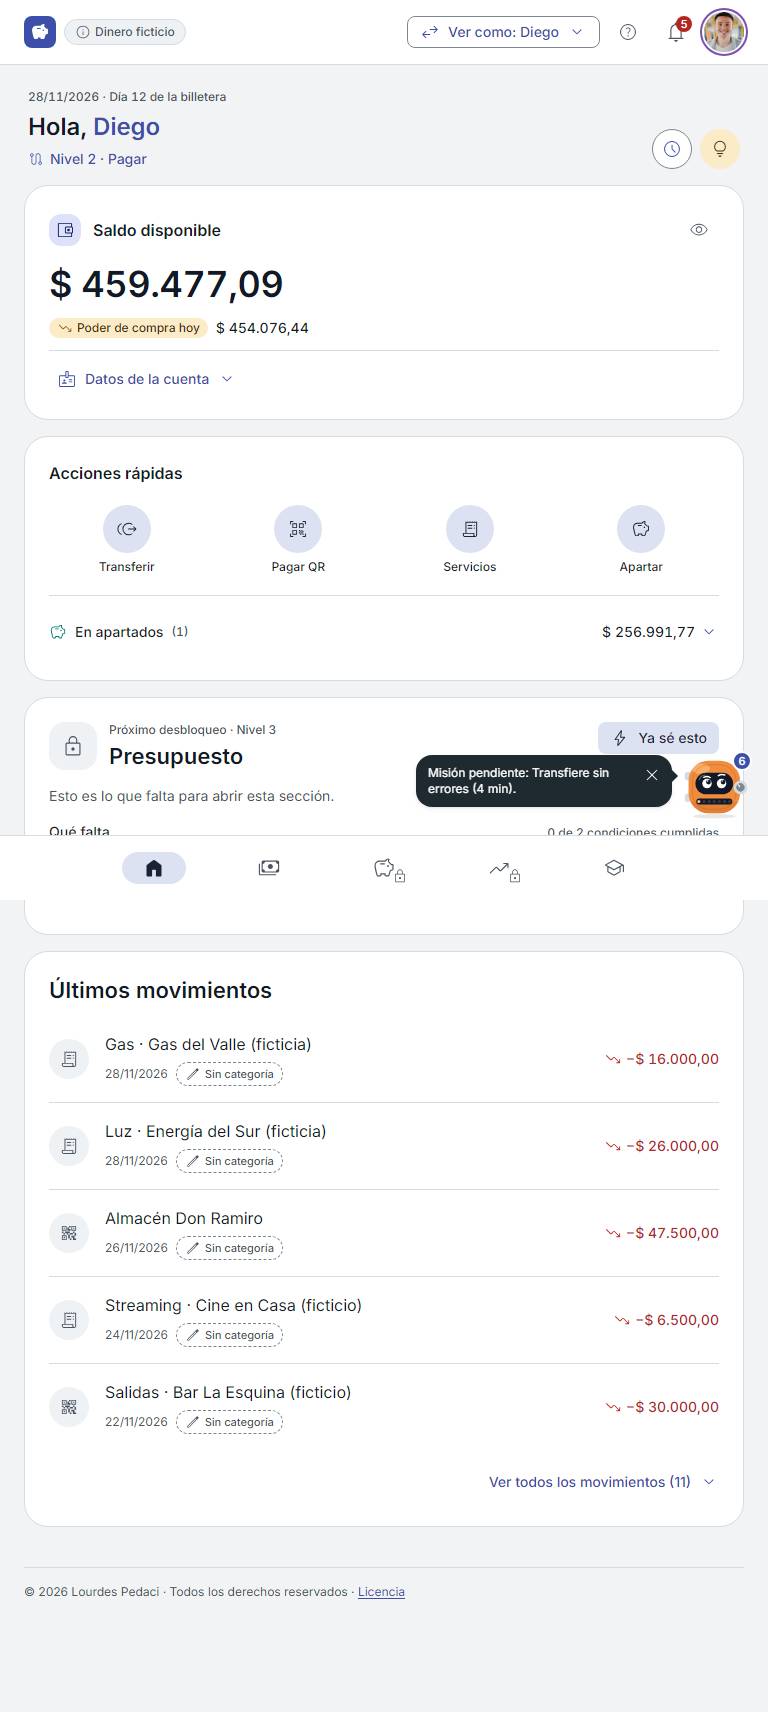 Dinero ficticio
Ver como: Diego
5
28/11/2026 · Día 12 de la billetera
Hola, Diego
Nivel 2 · Pagar
Saldo disponible
$ 459.477,09
Poder de compra hoy $ 454.076,44
Datos de la cuenta
Acciones rápidas
Transferir
Pagar QR
Servicios
Apartar
En apartados (1)
$ 256.991,77
Próximo desbloqueo · Nivel 3
Presupuesto
Ya sé esto
Esto es lo que falta para abrir esta sección.
Misión pendiente: Transfiere sin
errores (4 min).
6
Qué falta
0 de 2 condiciones cumplidas
Últimos movimientos
Gas · Gas del Valle (ficticia)
28/11/2026 Sin categoría
−$ 16.000,00
Luz · Energía del Sur (ficticia)
28/11/2026 Sin categoría
−$ 26.000,00
Almacén Don Ramiro
26/11/2026 Sin categoría
−$ 47.500,00
Streaming · Cine en Casa (ficticio)
24/11/2026 Sin categoría
−$ 6.500,00
Salidas · Bar La Esquina (ficticio)
22/11/2026 Sin categoría
−$ 30.000,00
Ver todos los movimientos (11)
© 2026 Lourdes Pedaci · Todos los derechos reservados · Licencia